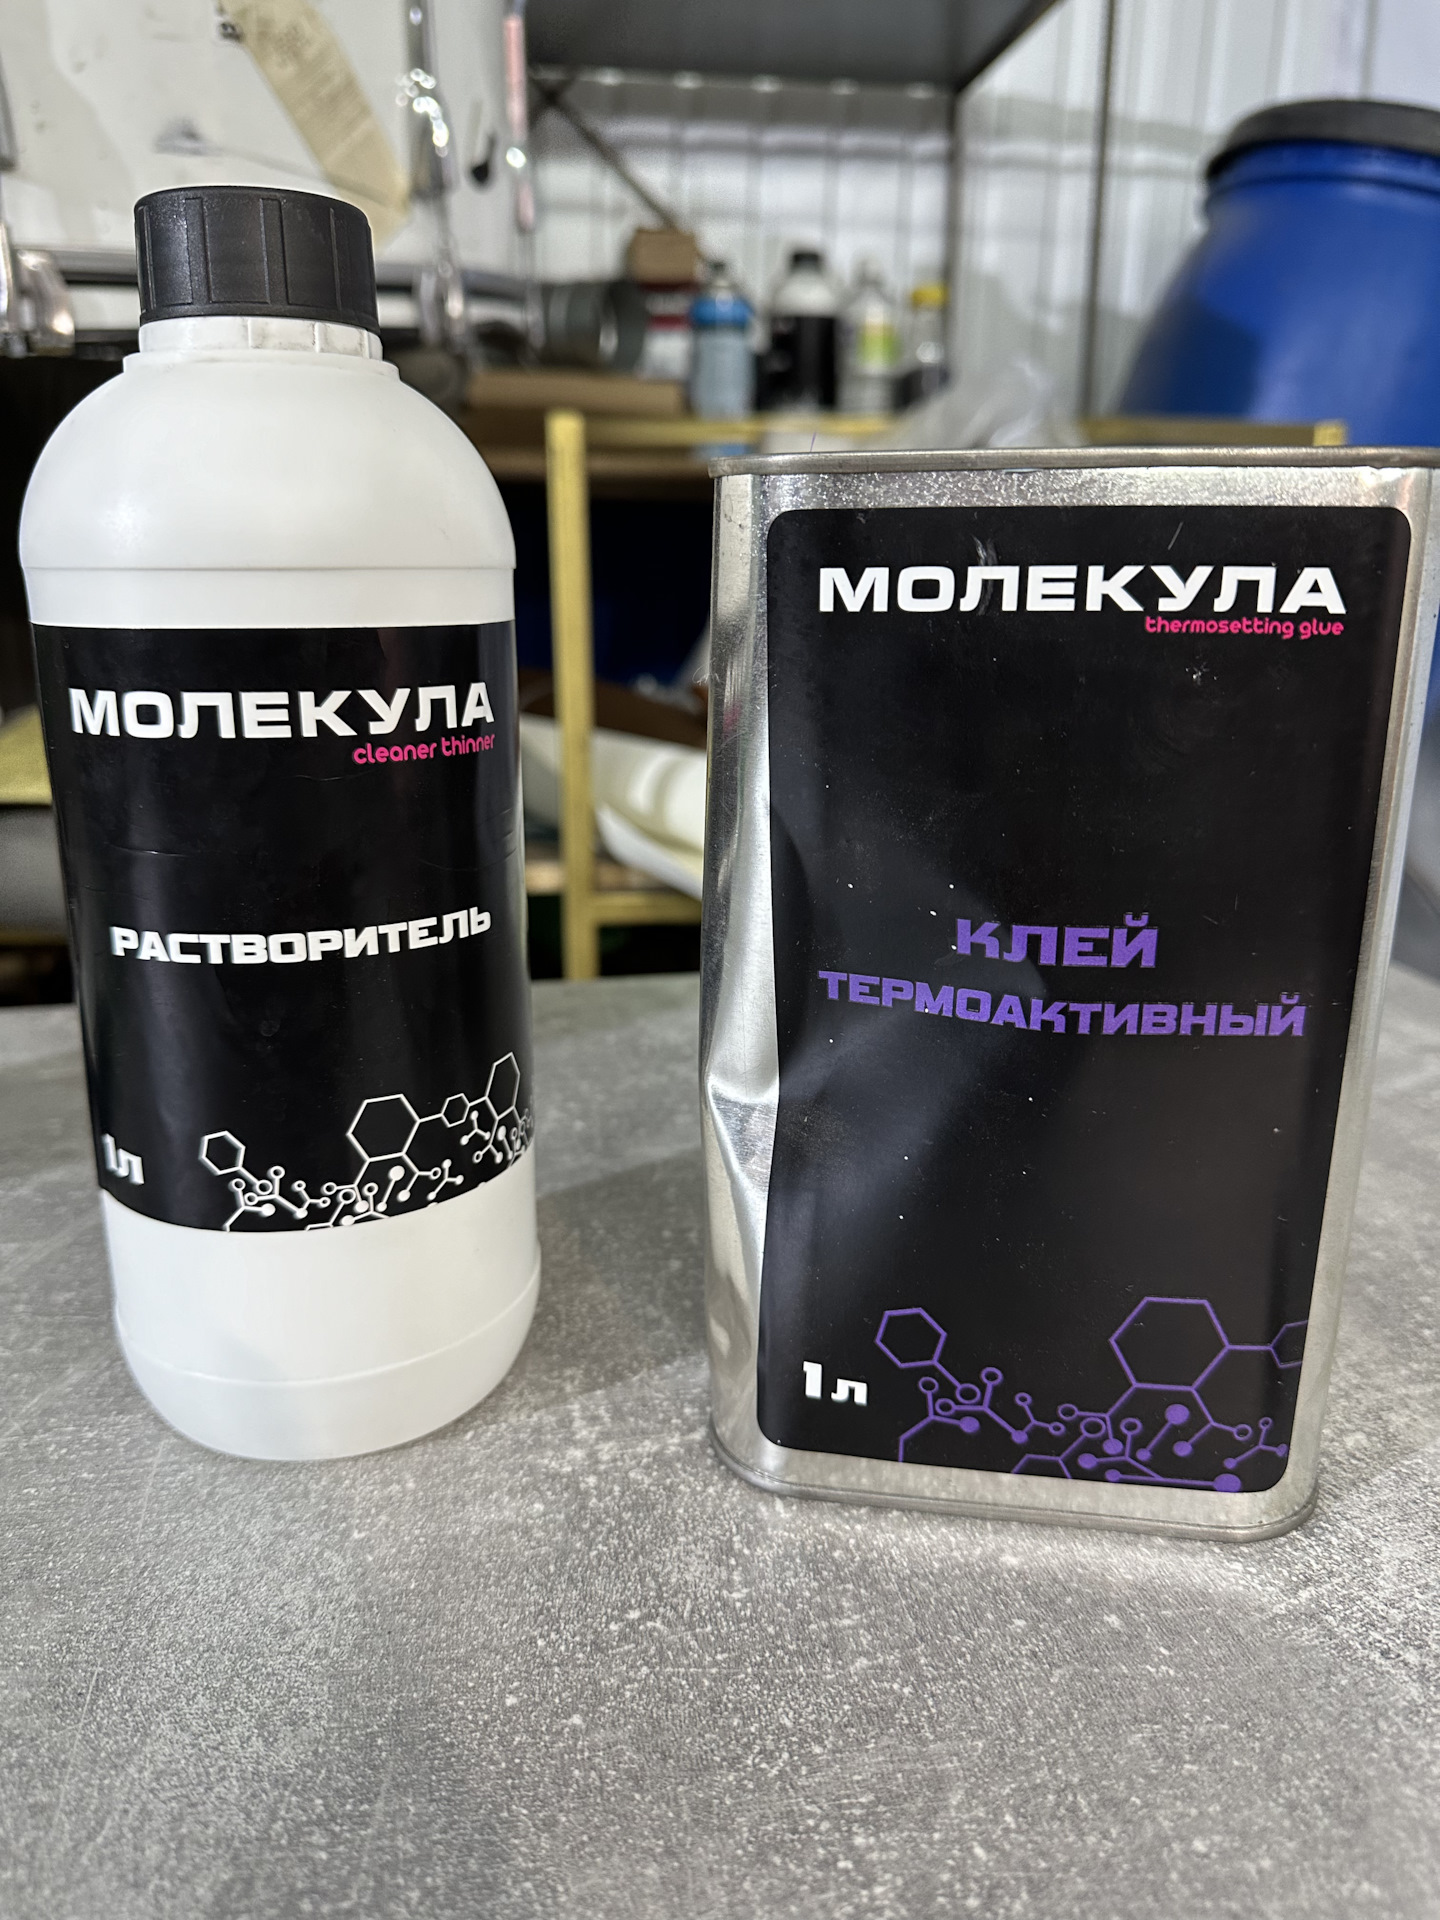 МОЛЕКУЛА
cleaner thinner
РАСТВОРИТЕЛЬ
1л
МОЛЕКУЛА
thermosetting glue
КЛЕЙ
ТЕРМОАКТИВНЫЙ
1 л